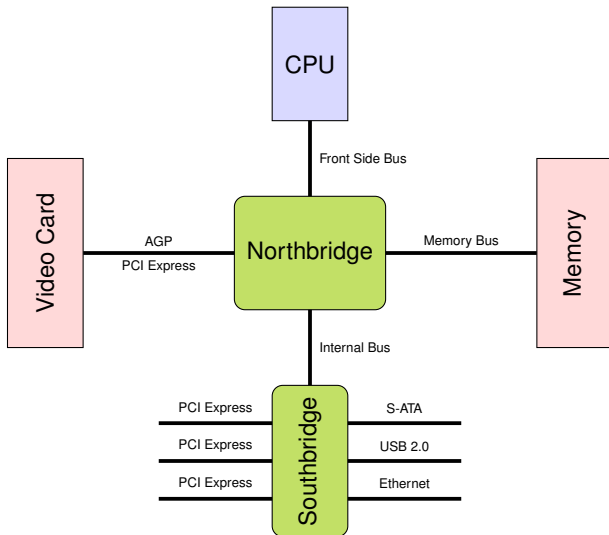 CPU
Front Side Bus
Video Card
AGP
PCI Express
Northbridge
Memory Bus
Memory
Internal Bus
Southbridge
PCI Express
S-ATA
PCI Express
USB 2.0
PCI Express
Ethernet